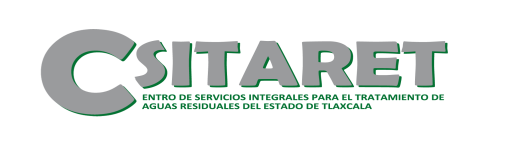 CSITARET
ENTRO DE SERVICIOS INTEGRALES PARA EL TRATAMIENTO DE
AGUAS RESIDUALES DEL ESTADO DE TLAXCALA